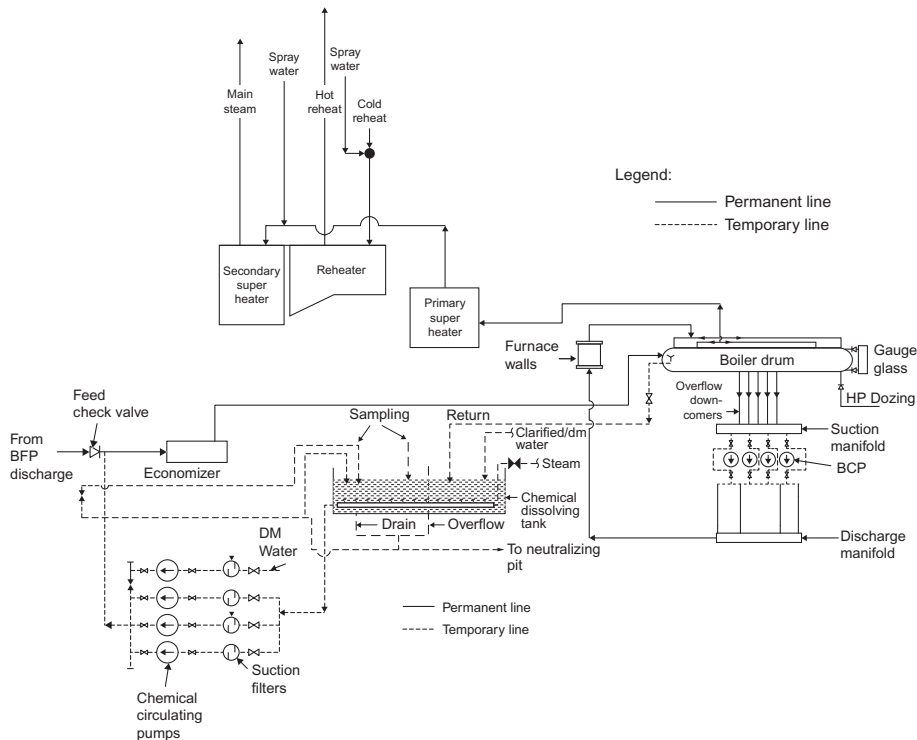 Spray
water
Spray
water
Main
steam
Hot
reheat
Cold
reheat
Legend:
Permanent line
Temporary line
Secondary
super
heater
Reheater
Primary
super
heater
Furnace
walls
Boiler drum
Gauge
glass
HP Dozing
Overflow
down-
comers
Suction
manifold
BCP
Discharge
manifold
Feed
check valve
From
BFP
discharge
Economizer
Sampling
Return
Clarified/dm
water
Steam
Chemical
dissolving
tank
Drain
Overflow
To neutralizing
pit
DM
Water
Permanent line
Temporary line
Suction
filters
Chemical
circulating
pumps